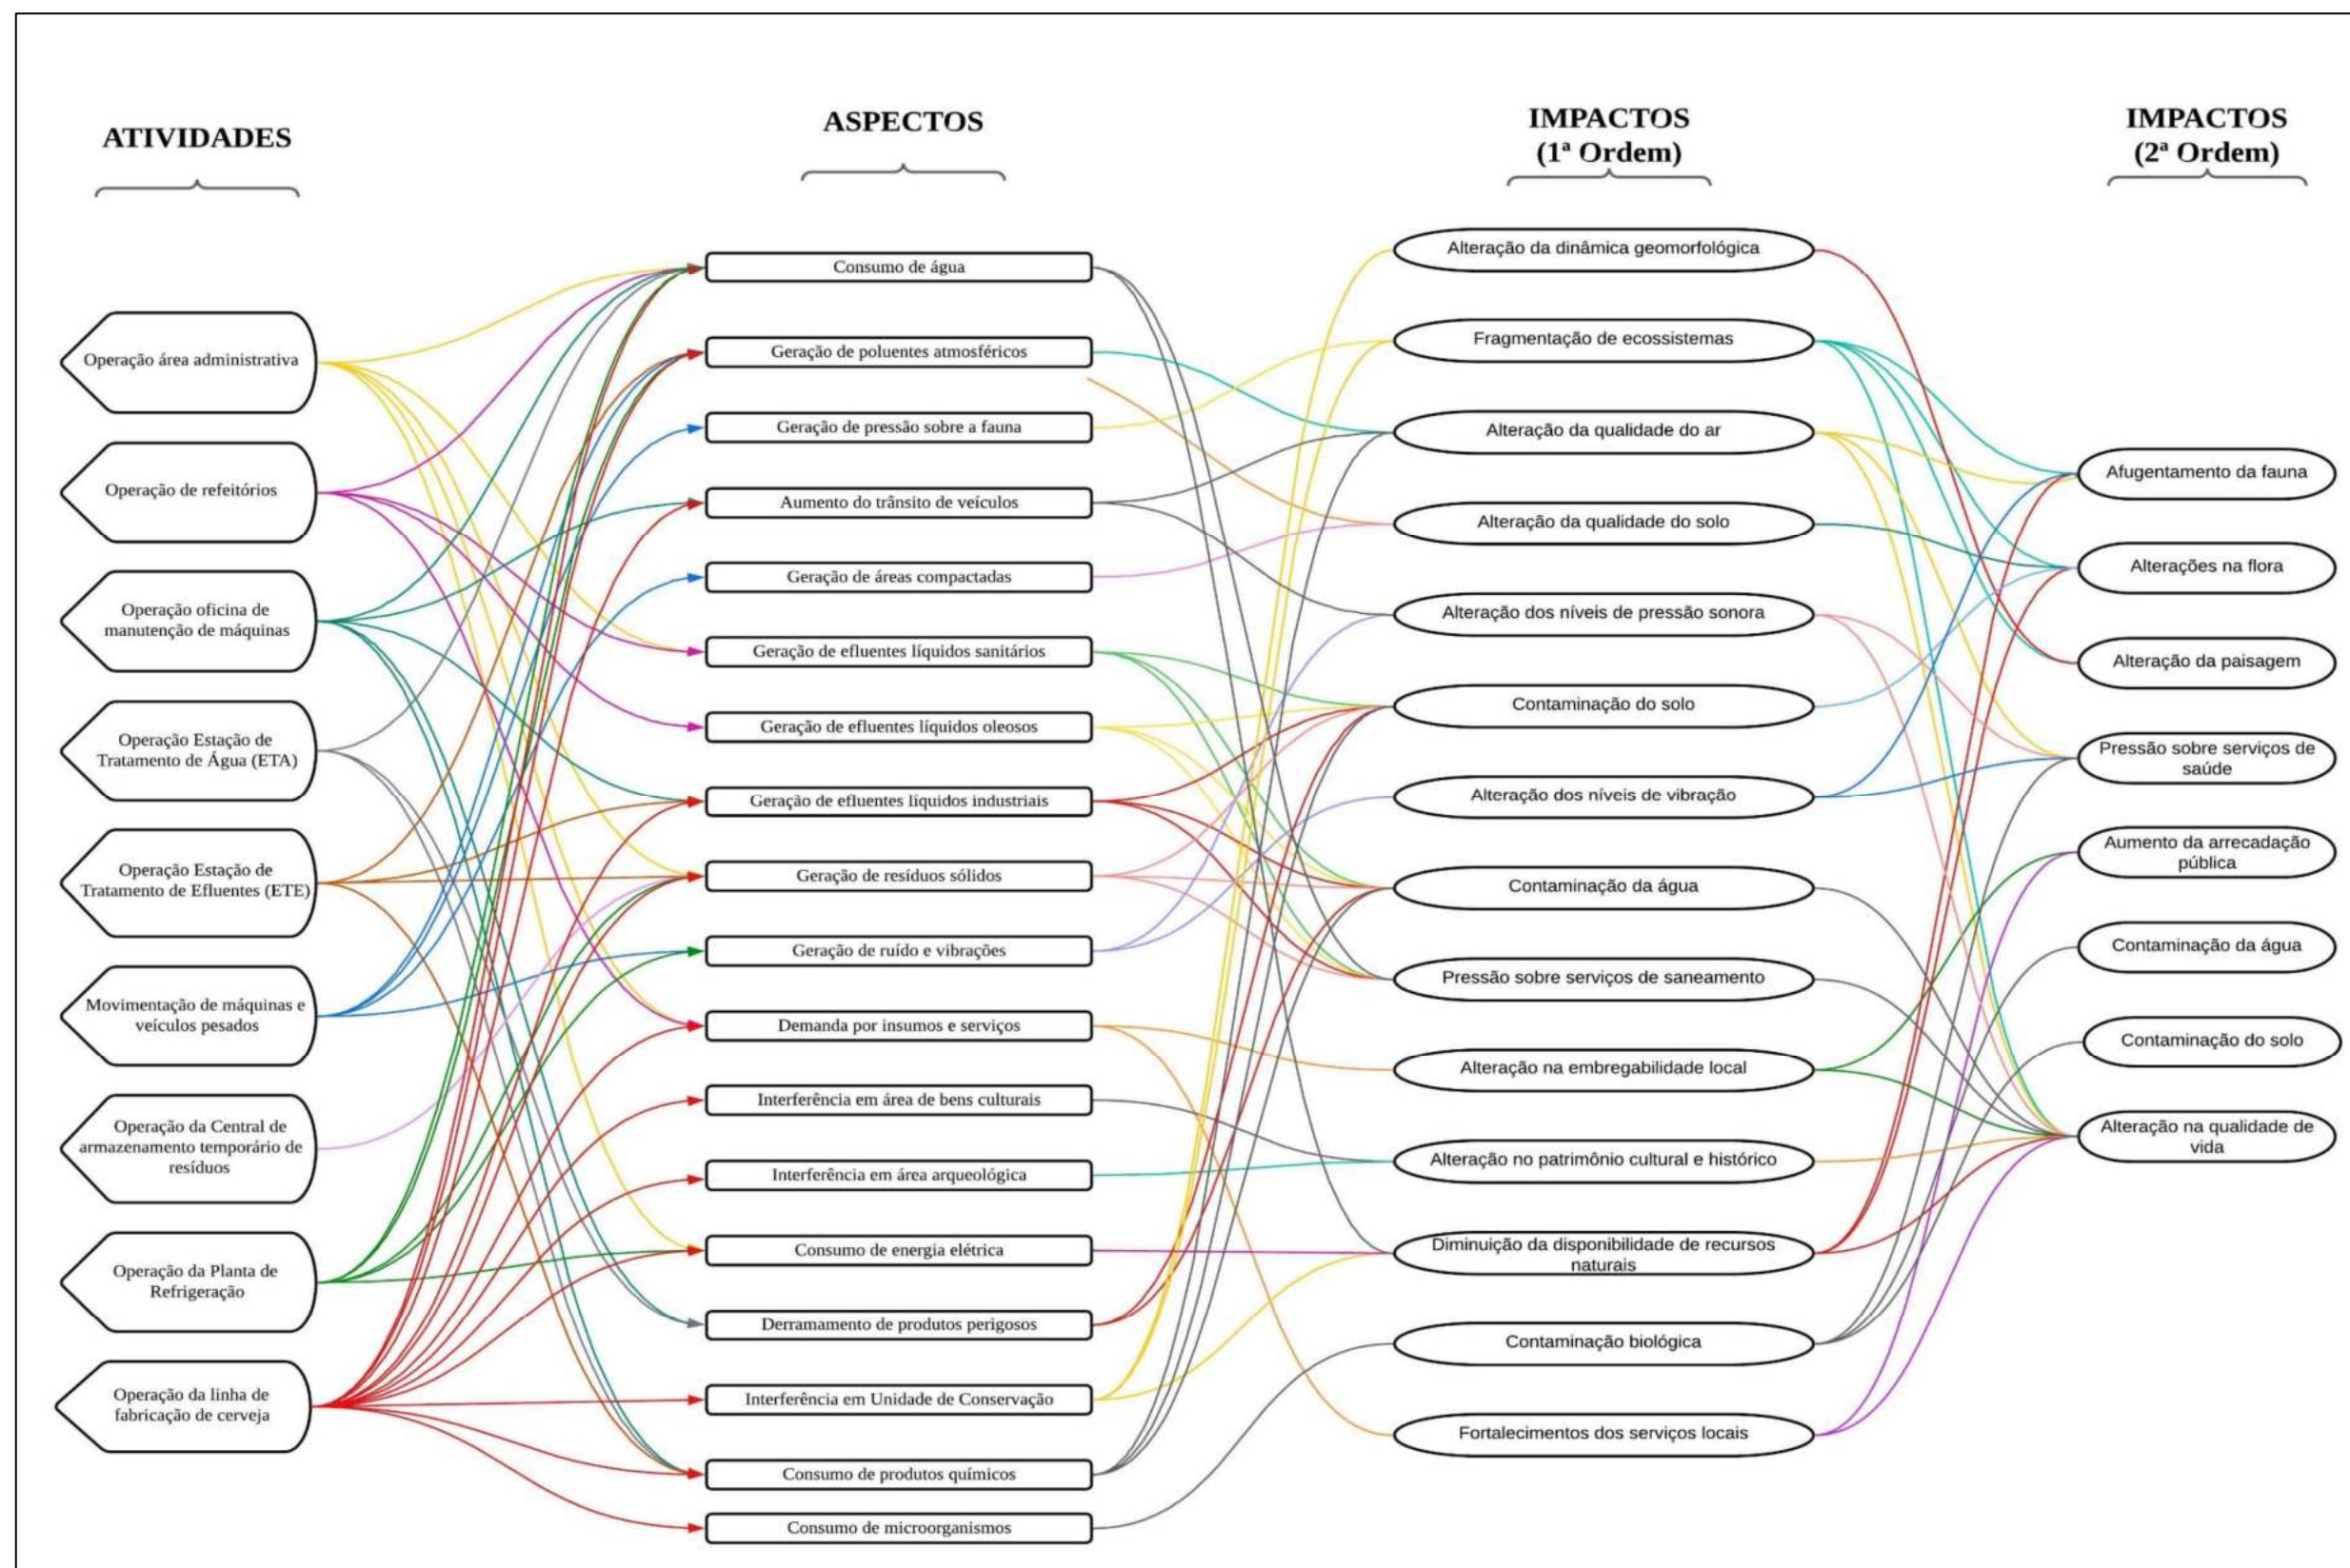 ATIVIDADES
Operação área administrativa
Operação de refeitórios
Operação oficina de
manutenção de máquinas
Operação Estação de
Tratamento de Água (ETA)
Operação Estação de
Tratamento de Efluentes (ETE)
Movimentação de máquinas e
veículos pesados
Operação da Central de
armazenamento temporário de
resíduos
Operação da Planta de
Refrigeração
Operação da linha de
fabricação de cerveja
ASPECTOS
Consumo de água
Geração de poluentes atmosféricos
Geração de pressão sobre a fauna
Aumento do trânsito de veículos
Geração de áreas compactadas
Geração de efluentes líquidos sanitários
Geração de efluentes líquidos oleosos
Geração de efluentes líquidos industriais
Geração de resíduos sólidos
Geração de ruído e vibrações
Demanda por insumos e serviços
Interferência em área de bens culturais
Interferência em área arqueológica
Consumo de energia elétrica
Derramamento de produtos perigosos
Interferência em Unidade de Conservação
Consumo de produtos químicos
Consumo de microorganismos
IMPACTOS
(1ª Ordem)
Alteração da dinâmica geomorfológica
Fragmentação de ecossistemas
Alteração da qualidade do ar
Alteração da qualidade do solo
Alteração dos níveis de pressão sonora
Contaminação do solo
Alteração dos níveis de vibração
Contaminação da água
Pressão sobre serviços de saneamento
Alteração na embregabilidade local
Alteração no patrimônio cultural e histórico
Diminuição da disponibilidade de recursos
naturais
Contaminação biológica
Fortalecimentos dos serviços locais
IMPACTOS
(2ª Ordem)
Afugentamento da fauna
Alterações na flora
Alteração da paisagem
Pressão sobre serviços de
saúde
Aumento da arrecadação
pública
Contaminação da água
Contaminação do solo
Alteração na qualidade de
vida